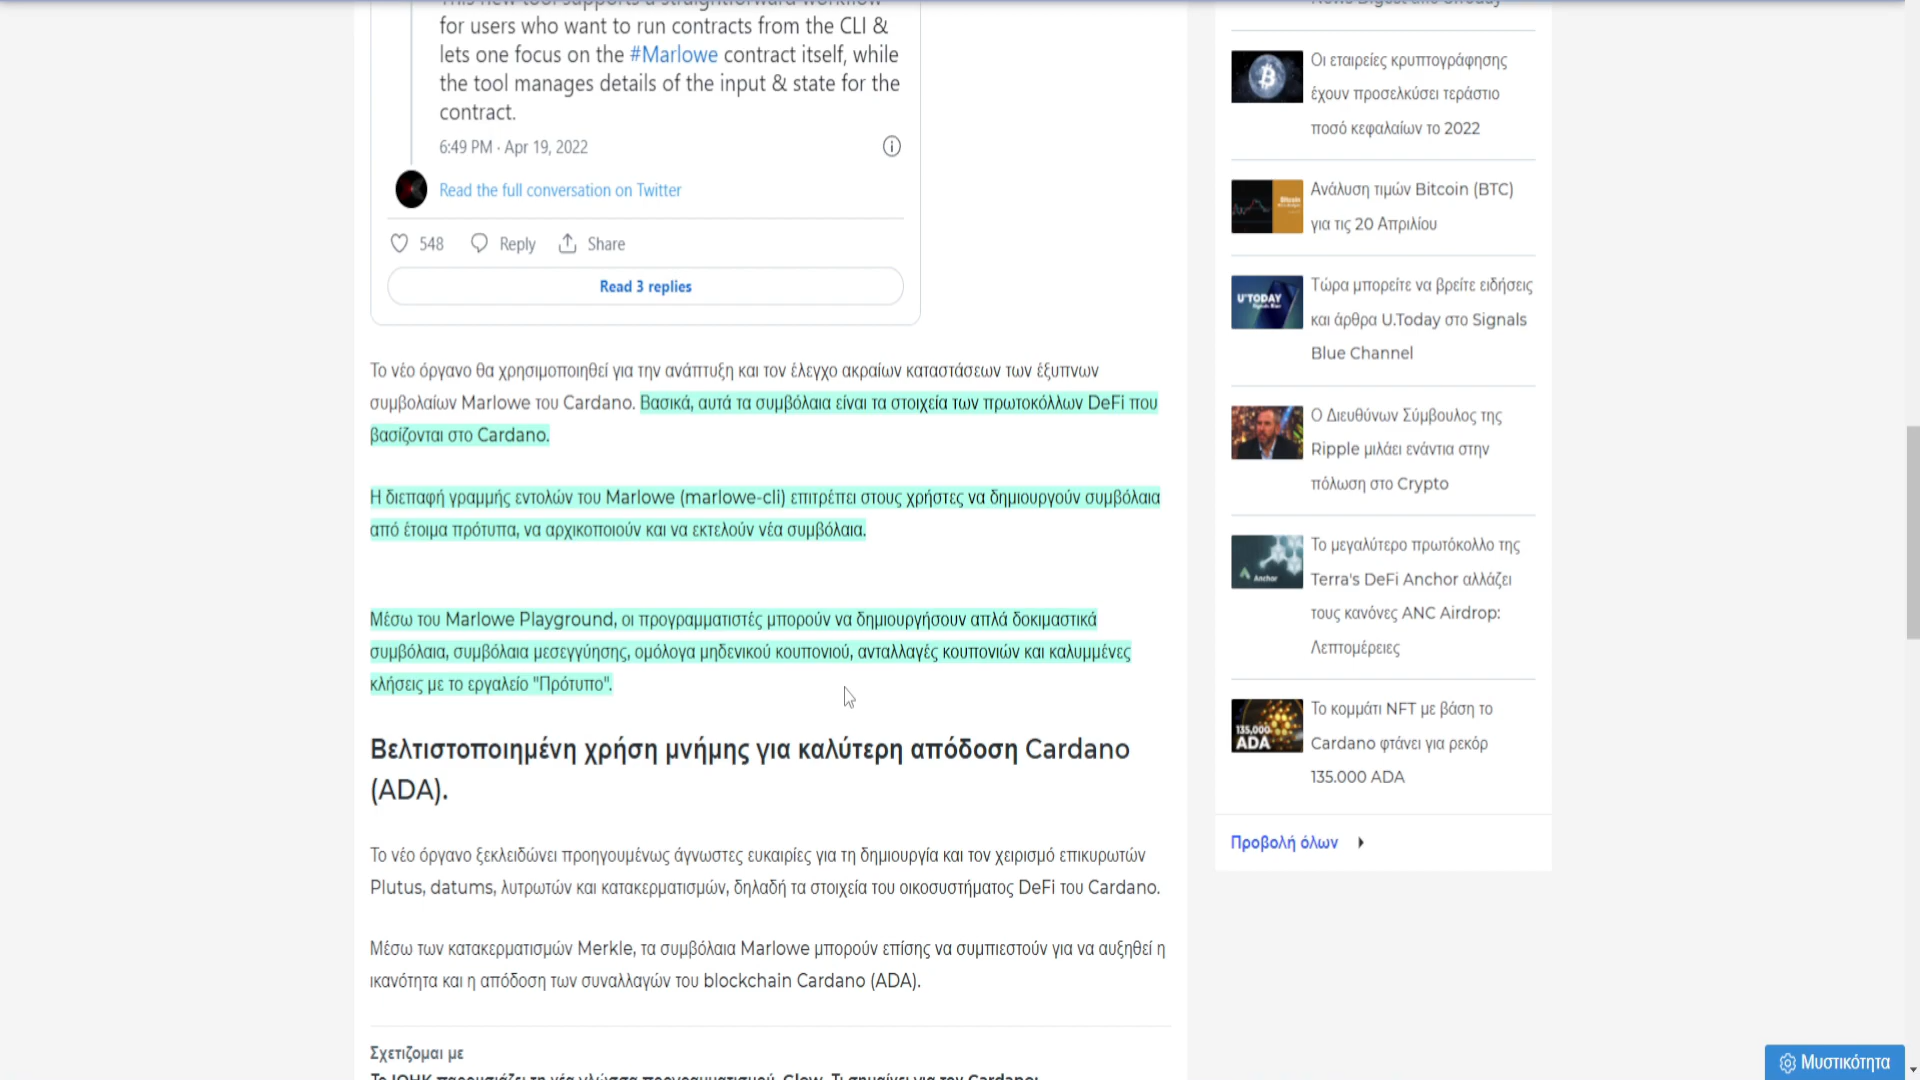 for users who want to run contracts from the CLI &
lets one focus on the #Marlowe contract itself, while
the tool manages details of the input & state for the
contract.
6:49 PM · Apr 19, 2022
Read the full conversation on Twitter
548 Reply Share
Read 3 replies
Το νέο όργανο θα χρησιμοποιηθεί για την ανάπτυξη και τον έλεγχο ακραίων καταστάσεων των έξυπνων
συμβολαίων Marlowe του Cardano. Βασικά, αυτά τα συμβόλαια είναι τα στοιχεία των πρωτοκόλλων DeFi που
βασίζονται στο Cardano.
Η διεπαφή γραμμής εντολών του Marlowe (marlowe-cli) επιτρέπει στους χρήστες να δημιουργούν συμβόλαια
από έτοιμα πρότυπα, να αρχικοποιούν και να εκτελούν νέα συμβόλαια.
Μέσω του Marlowe Playground, οι προγραμματιστές μπορούν να δημιουργήσουν απλά δοκιμαστικά
συμβόλαια, συμβόλαια μεσεγγύησης, ομόλογα μηδενικού κουπονιού, ανταλλαγές κουπονιών και καλυμμένες
κλήσεις με το εργαλείο "Πρότυπο".
Βελτιστοποιημένη χρήση μνήμης για καλύτερη απόδοση Cardano
(ADA).
Το νέο όργανο ξεκλειδώνει προηγουμένως άγνωστες ευκαιρίες για τη δημιουργία και τον χειρισμό επικυρωτών
Plutus, datums, λυτρωτών και κατακερματισμών, δηλαδή τα στοιχεία του οικοσυστήματος DeFi του Cardano.
Μέσω των κατακερματισμών Merkle, τα συμβόλαια Marlowe μπορούν επίσης να συμπιεστούν για να αυξηθεί η
ικανότητα και η απόδοση των συναλλαγών του blockchain Cardano (ADA).
Σχετιζομαι με
Οι εταιρείες κρυπτογράφησης
έχουν προσελκύσει τεράστιο
ποσό κεφαλαίων το 2022
Ανάλυση τιμών Bitcoin (BTC)
για τις 20 Απριλίου
U'TODAY
Τώρα μπορείτε να βρείτε ειδήσεις
και άρθρα U.Today στο Signals
Blue Channel
Ο Διευθύνων Σύμβουλος της
Ripple μιλάει ενάντια στην
πόλωση στο Crypto
Anchor
Το μεγαλύτερο πρωτόκολλο της
Terra's DeFi Anchor αλλάζει
τους κανόνες ANC Airdrop:
Λεπτομέρειες
135,000
ADA
Το κομμάτι NFT με βάση το
Cardano φτάνει για ρεκόρ
135.000 ADA
Προβολή όλων
Μυστικότητα